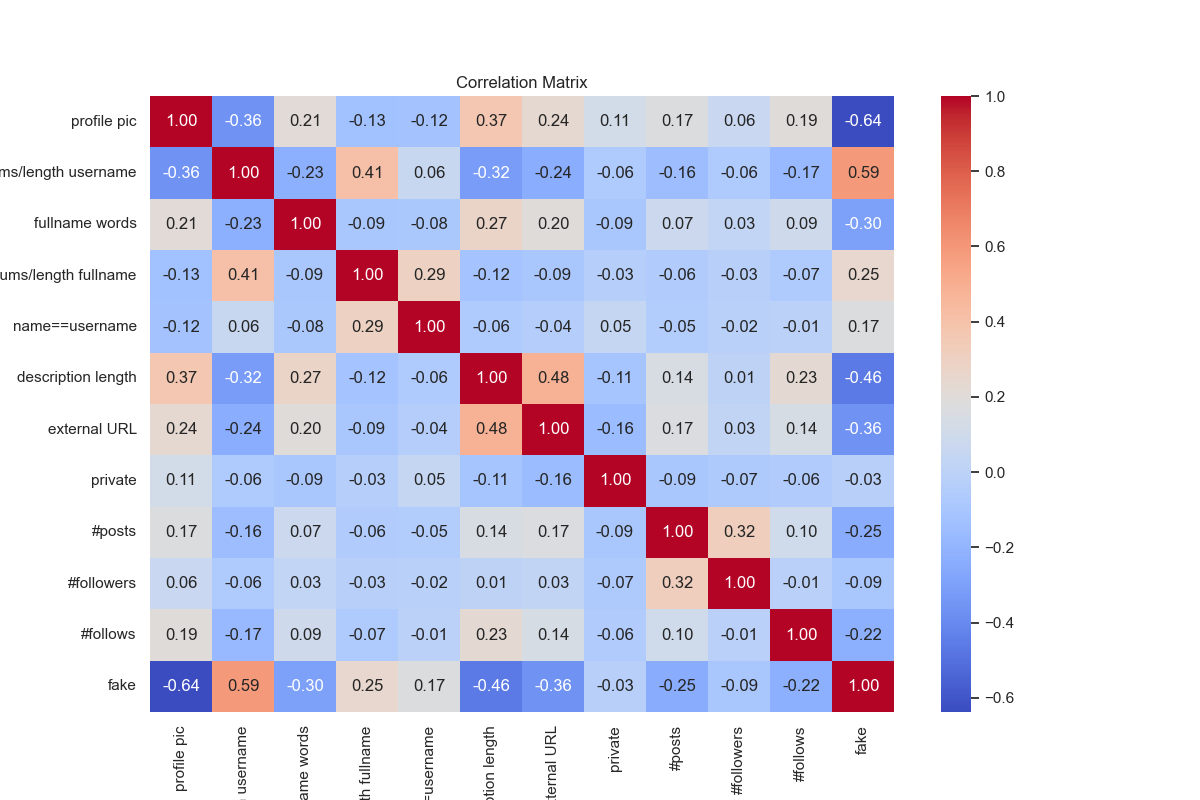 Correlation Matrix
profile pic 1.00 -0.36 0.21 -0.13 -0.12 0.37 0.24 0.11 0.17 0.06 0.19 -0.64
ms/length username -0.36 1.00 -0.23 0.41 0.06 -0.32 -0.24 -0.06 -0.16 -0.06 -0.17 0.59
fullname words 0.21 -0.23 1.00 -0.09 -0.08 0.27 0.20 -0.09 0.07 0.03 0.09 -0.30
ums/length fullname -0.13 0.41 -0.09 1.00 0.29 -0.12 -0.09 -0.03 -0.06 -0.03 -0.07 0.25
name==username -0.12 0.06 -0.08 0.29 1.00 -0.06 -0.04 0.05 -0.05 -0.02 -0.01 0.17
description length 0.37 -0.32 0.27 -0.12 -0.06 1.00 0.48 -0.11 0.14 0.01 0.23 -0.46
external URL 0.24 -0.24 0.20 -0.09 -0.04 0.48 1.00 -0.16 0.17 0.03 0.14 -0.36
private 0.11 -0.06 -0.09 -0.03 0.05 -0.11 -0.16 1.00 -0.09 -0.07 -0.06 -0.03
#posts 0.17 -0.16 0.07 -0.06 -0.05 0.14 0.17 -0.09 1.00 0.32 0.10 -0.25
#followers 0.06 -0.06 0.03 -0.03 -0.02 0.01 0.03 -0.07 0.32 1.00 -0.01 -0.09
#follows 0.19 -0.17 0.09 -0.07 -0.01 0.23 0.14 -0.06 0.10 -0.01 1.00 -0.22
fake -0.64 0.59 -0.30 0.25 0.17 -0.46 -0.36 -0.03 -0.25 -0.09 -0.22 1.00
profile pic
username
ame words
th fullname
=username
ption length
ternal URL
private
#posts
#followers
#follows
fake
1.0
0.8
0.6
0.4
0.2
0.0
−0.2
−0.4
−0.6